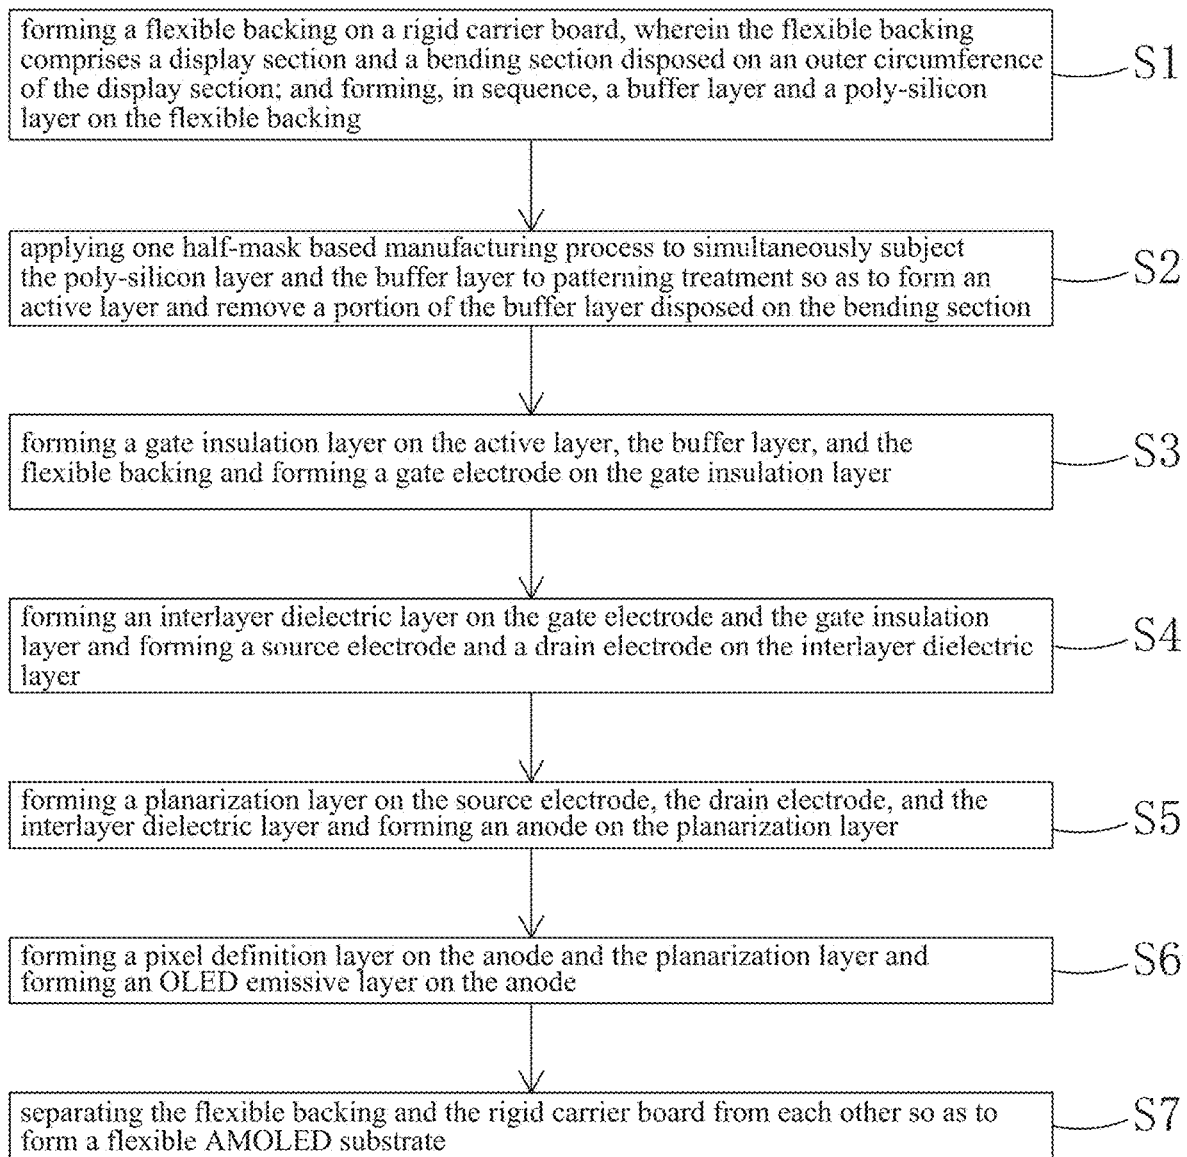 forming a flexible backing on a rigid carrier board, wherein the flexible backing
comprises a display section and a bending section disposed on an outer circumference
of the display section; and forming, in sequence, a buffer layer and a poly-silicon
layer on the flexible backing
S1
applying one half-mask based manufacturing process to simultaneously subject
the poly-silicon layer and the buffer layer to patterning treatment so as to form an
active layer and remove a portion of the buffer layer disposed on the bending section
S2
forming a gate insulation layer on the active layer, the buffer layer, and the
flexible backing and forming a gate electrode on the gate insulation layer
S3
forming an interlayer dielectric layer on the gate electrode and the gate insulation
layer and forming a source electrode and a drain electrode on the interlayer dielectric
layer
S4
forming a planarization layer on the source electrode, the drain electrode, and the
interlayer dielectric layer and forming an anode on the planarization layer
S5
forming a pixel definition layer on the anode and the planarization layer and
forming an OLED emissive layer on the anode
S6
separating the flexible backing and the rigid carrier board from each other so as to
form a flexible AMOLED substrate
S7